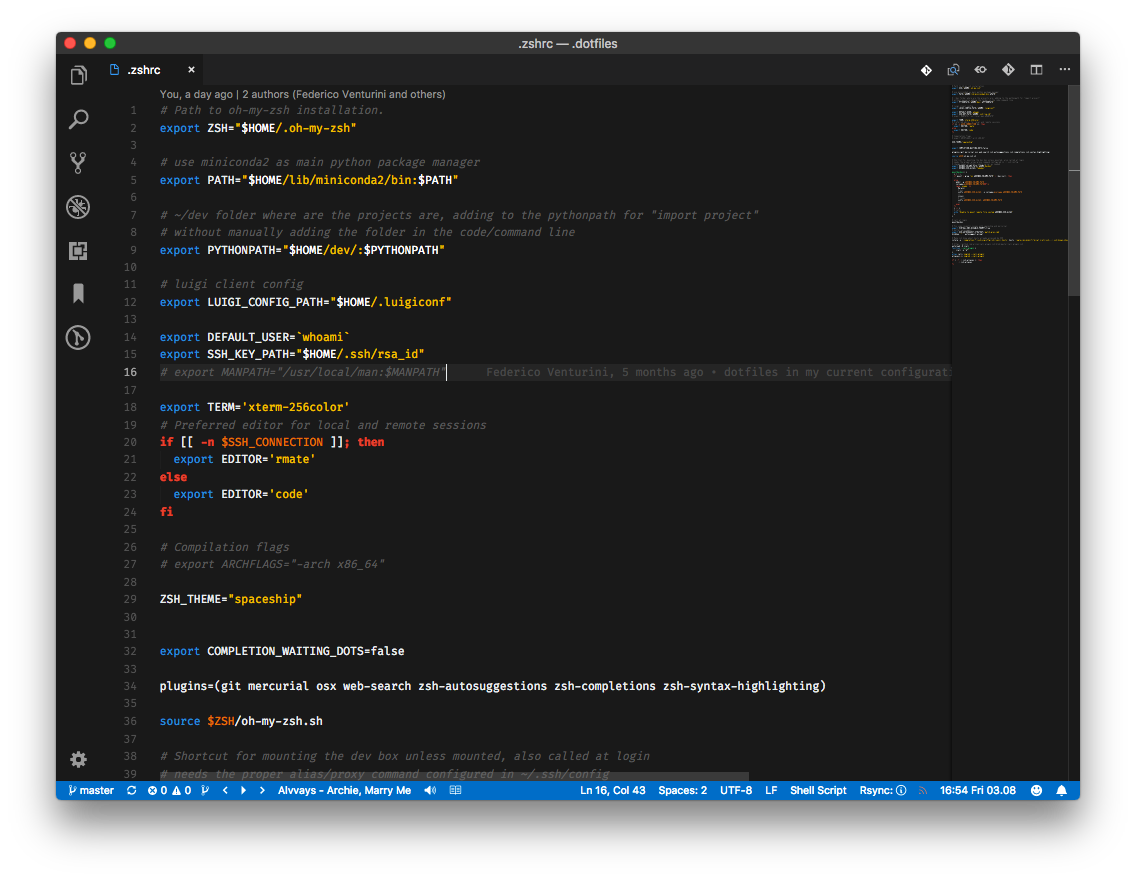 .zshrc — .dotfiles
.zshrc ×
You, a day ago | 2 authors (Federico Venturini and others)
1 # Path to oh-my-zsh installation.
2 export ZSH="$HOME/.oh-my-zsh"
3
4 # use miniconda2 as main python package manager
5 export PATH="$HOME/lib/miniconda2/bin:$PATH"
6
7 # ~/dev folder where are the projects are, adding to the pythonpath for "import project"
8 # without manually adding the folder in the code/command line
9 export PYTHONPATH="$HOME/dev/:$PYTHONPATH"
10
11 # luigi client config
12 export LUIGI_CONFIG_PATH="$HOME/.luigiconf"
13
14 export DEFAULT_USER=`whoami`
15 export SSH_KEY_PATH="$HOME/.ssh/rsa_id"
16 # export MANPATH="/usr/local/man:$MANPATH" Federico Venturini, 5 months ago • dotfiles in my current configurati
17
18 export TERM='xterm-256color'
19 # Preferred editor for local and remote sessions
20 if [[ -n $SSH_CONNECTION ]]; then
21 export EDITOR='rmate'
22 else
23 export EDITOR='code'
24 fi
25
26 # Compilation flags
27 # export ARCHFLAGS="-arch x86_64"
28
29 ZSH_THEME="spaceship"
30
31
32 export COMPLETION_WAITING_DOTS=false
33
34 plugins=(git mercurial osx web-search zsh-autosuggestions zsh-completions zsh-syntax-highlighting)
35
36 source $ZSH/oh-my-zsh.sh
37
38 # Shortcut for mounting the dev box unless mounted, also called at login
39 # needs the proper alias/proxy command configured in ~/.ssh/config
master 0 0 Alvvays - Archie, Marry Me Ln 16, Col 43 Spaces: 2 UTF-8 LF Shell Script Rsync: 16:54 Fri 03.08